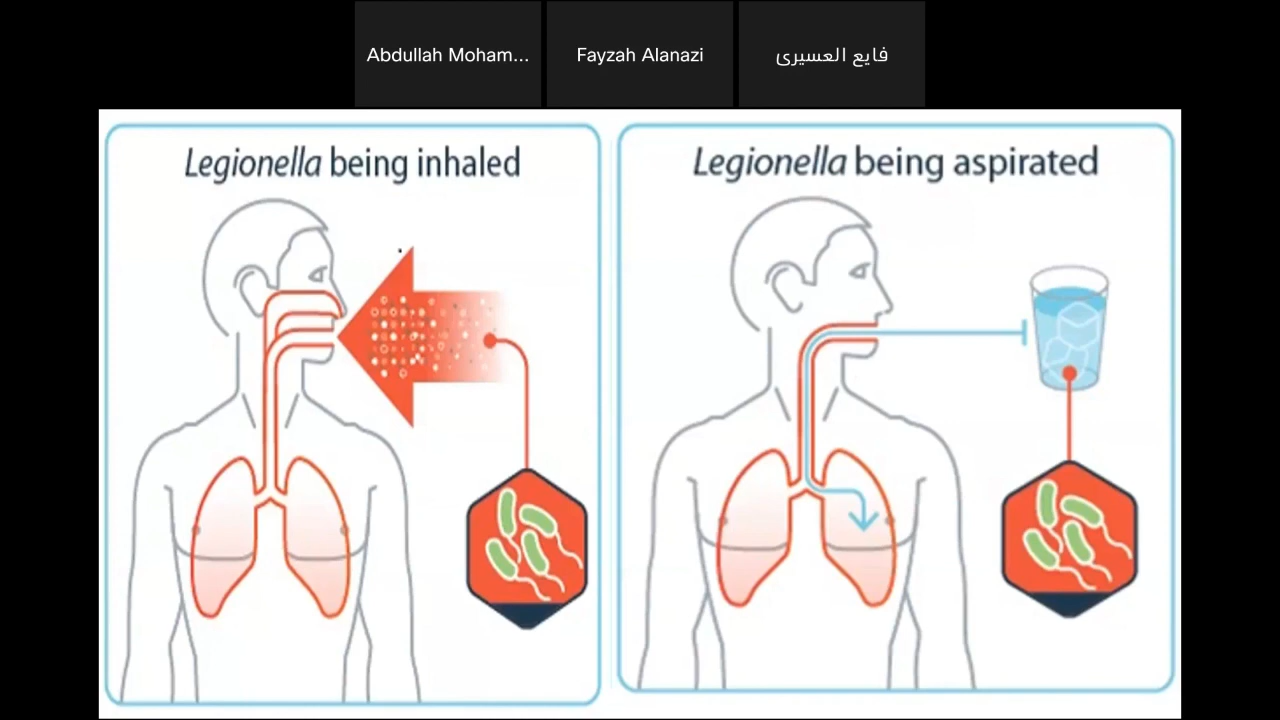 Abdullah Moham...
Fayzah Alanazi
فايع العسيرى
Legionella being inhaled
Legionella being aspirated